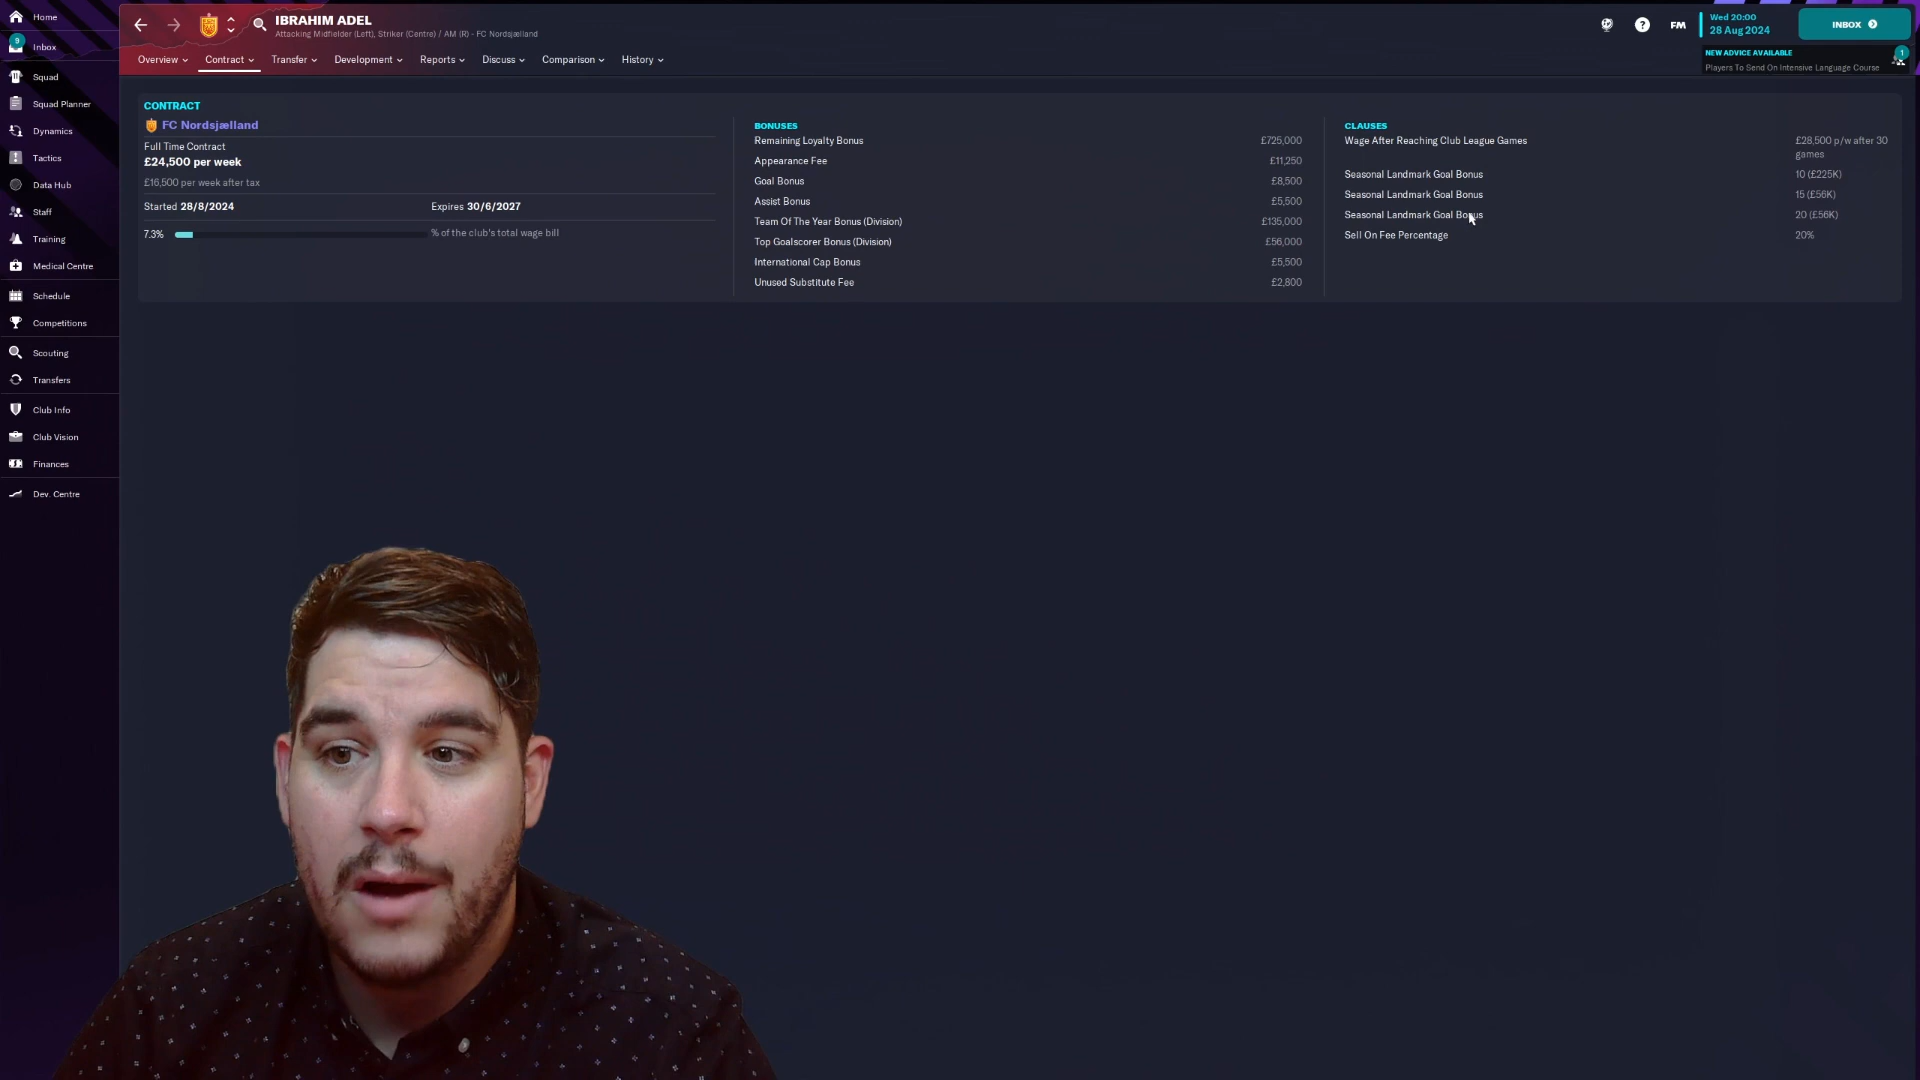 Home
9
Inbox
Squad
Squad Planner
Dynamics
Tactics
Data Hub
Staff
Training
Medical Centre
Schedule
Competitions
Scouting
Transfers
Club Info
Club Vision
Finances
Dev. Centre
IBRAHIM ADEL
Attacking Midfielder (Left), Striker (Centre) / AM (R) - FC Nordsjælland
? FM
Wed 20:00
28 Aug 2024
INBOX
NEW ADVICE AVAILABLE
Players To Send On Intensive Language Course
1
Overview Contract Transfer Development Reports Discuss Comparison History
CONTRACT
FC Nordsjælland
Full Time Contract
£24,500 per week
£16,500 per week after tax
Started 28/8/2024 Expires 30/6/2027
7.3% % of the club's total wage bill
BONUSES
Remaining Loyalty Bonus £725,000
Appearance Fee £11,250
Goal Bonus £8,500
Assist Bonus £5,500
Team Of The Year Bonus (Division) £135,000
Top Goalscorer Bonus (Division) £56,000
International Cap Bonus £5,500
Unused Substitute Fee £2,800
CLAUSES
Wage After Reaching Club League Games £28,500 p/w after 30
games
Seasonal Landmark Goal Bonus 10 (£225K)
Seasonal Landmark Goal Bonus 15 (£56K)
Seasonal Landmark Goal Bonus 20 (£56K)
Sell On Fee Percentage 20%